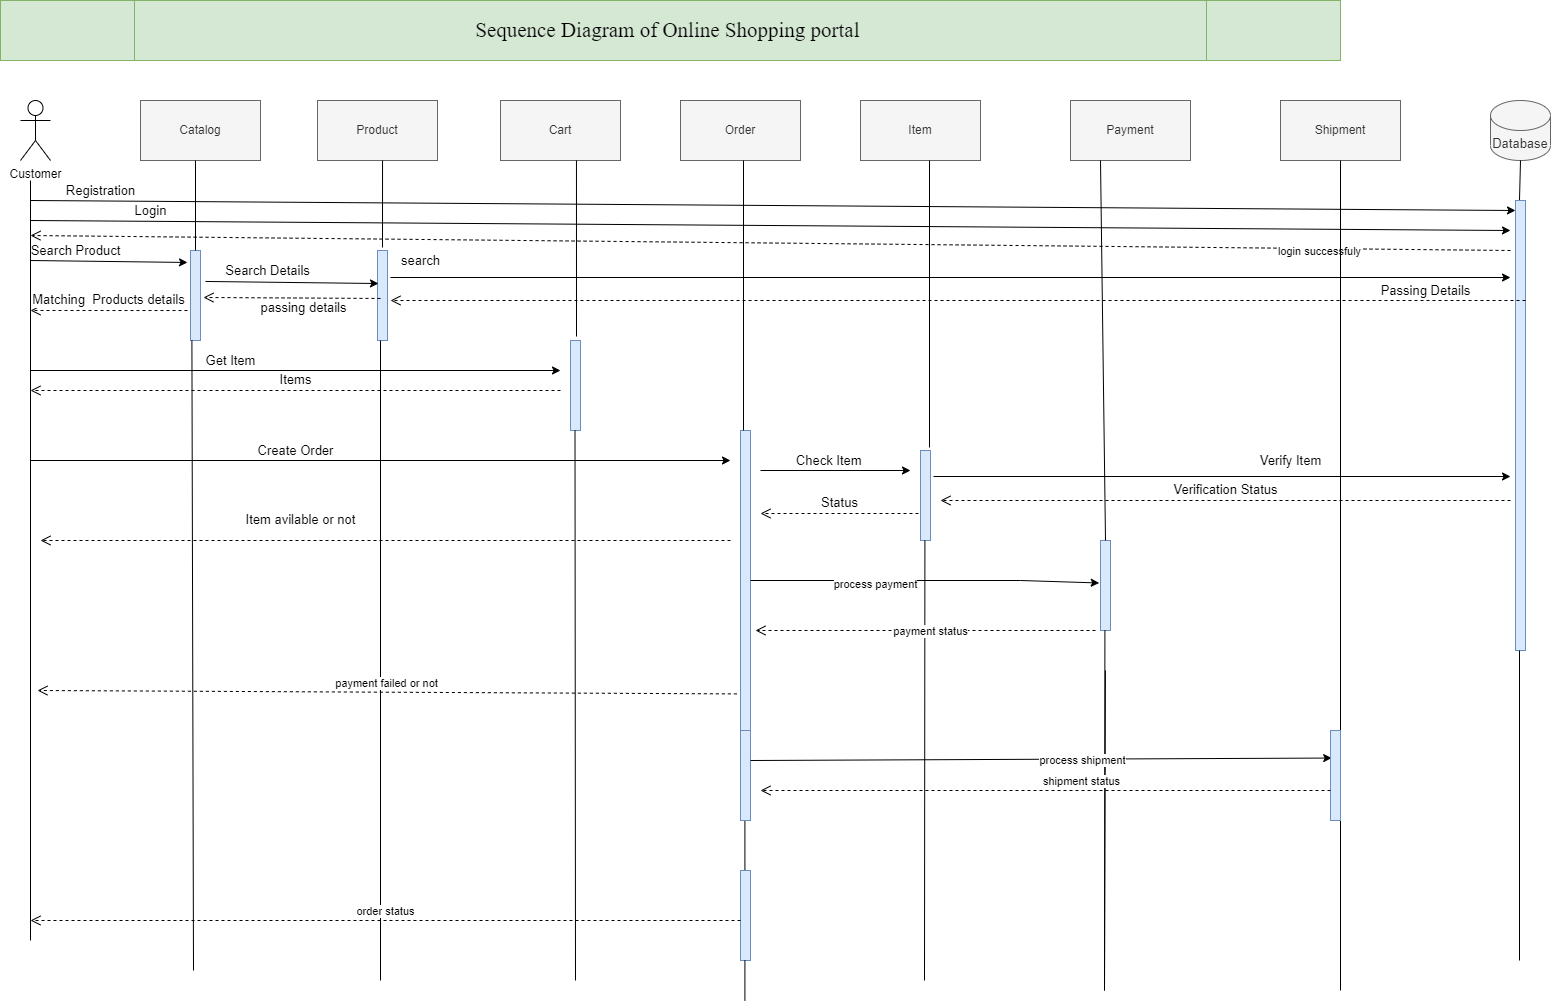 Sequence Diagram of Online Shopping portal
Catalog
Product
Cart
Order
Item
Payment
Shipment
Database
Customer
Registration
Login
login successfuly
Search Product
search
Search Details
Passing Details
Matching  Products details
passing details
Get Item
Items
Create Order
Check Item
Verify Item
Verification Status
Status
Item avilable or not
process payment
payment status
payment failed or not
process shipment
shipment status
order status